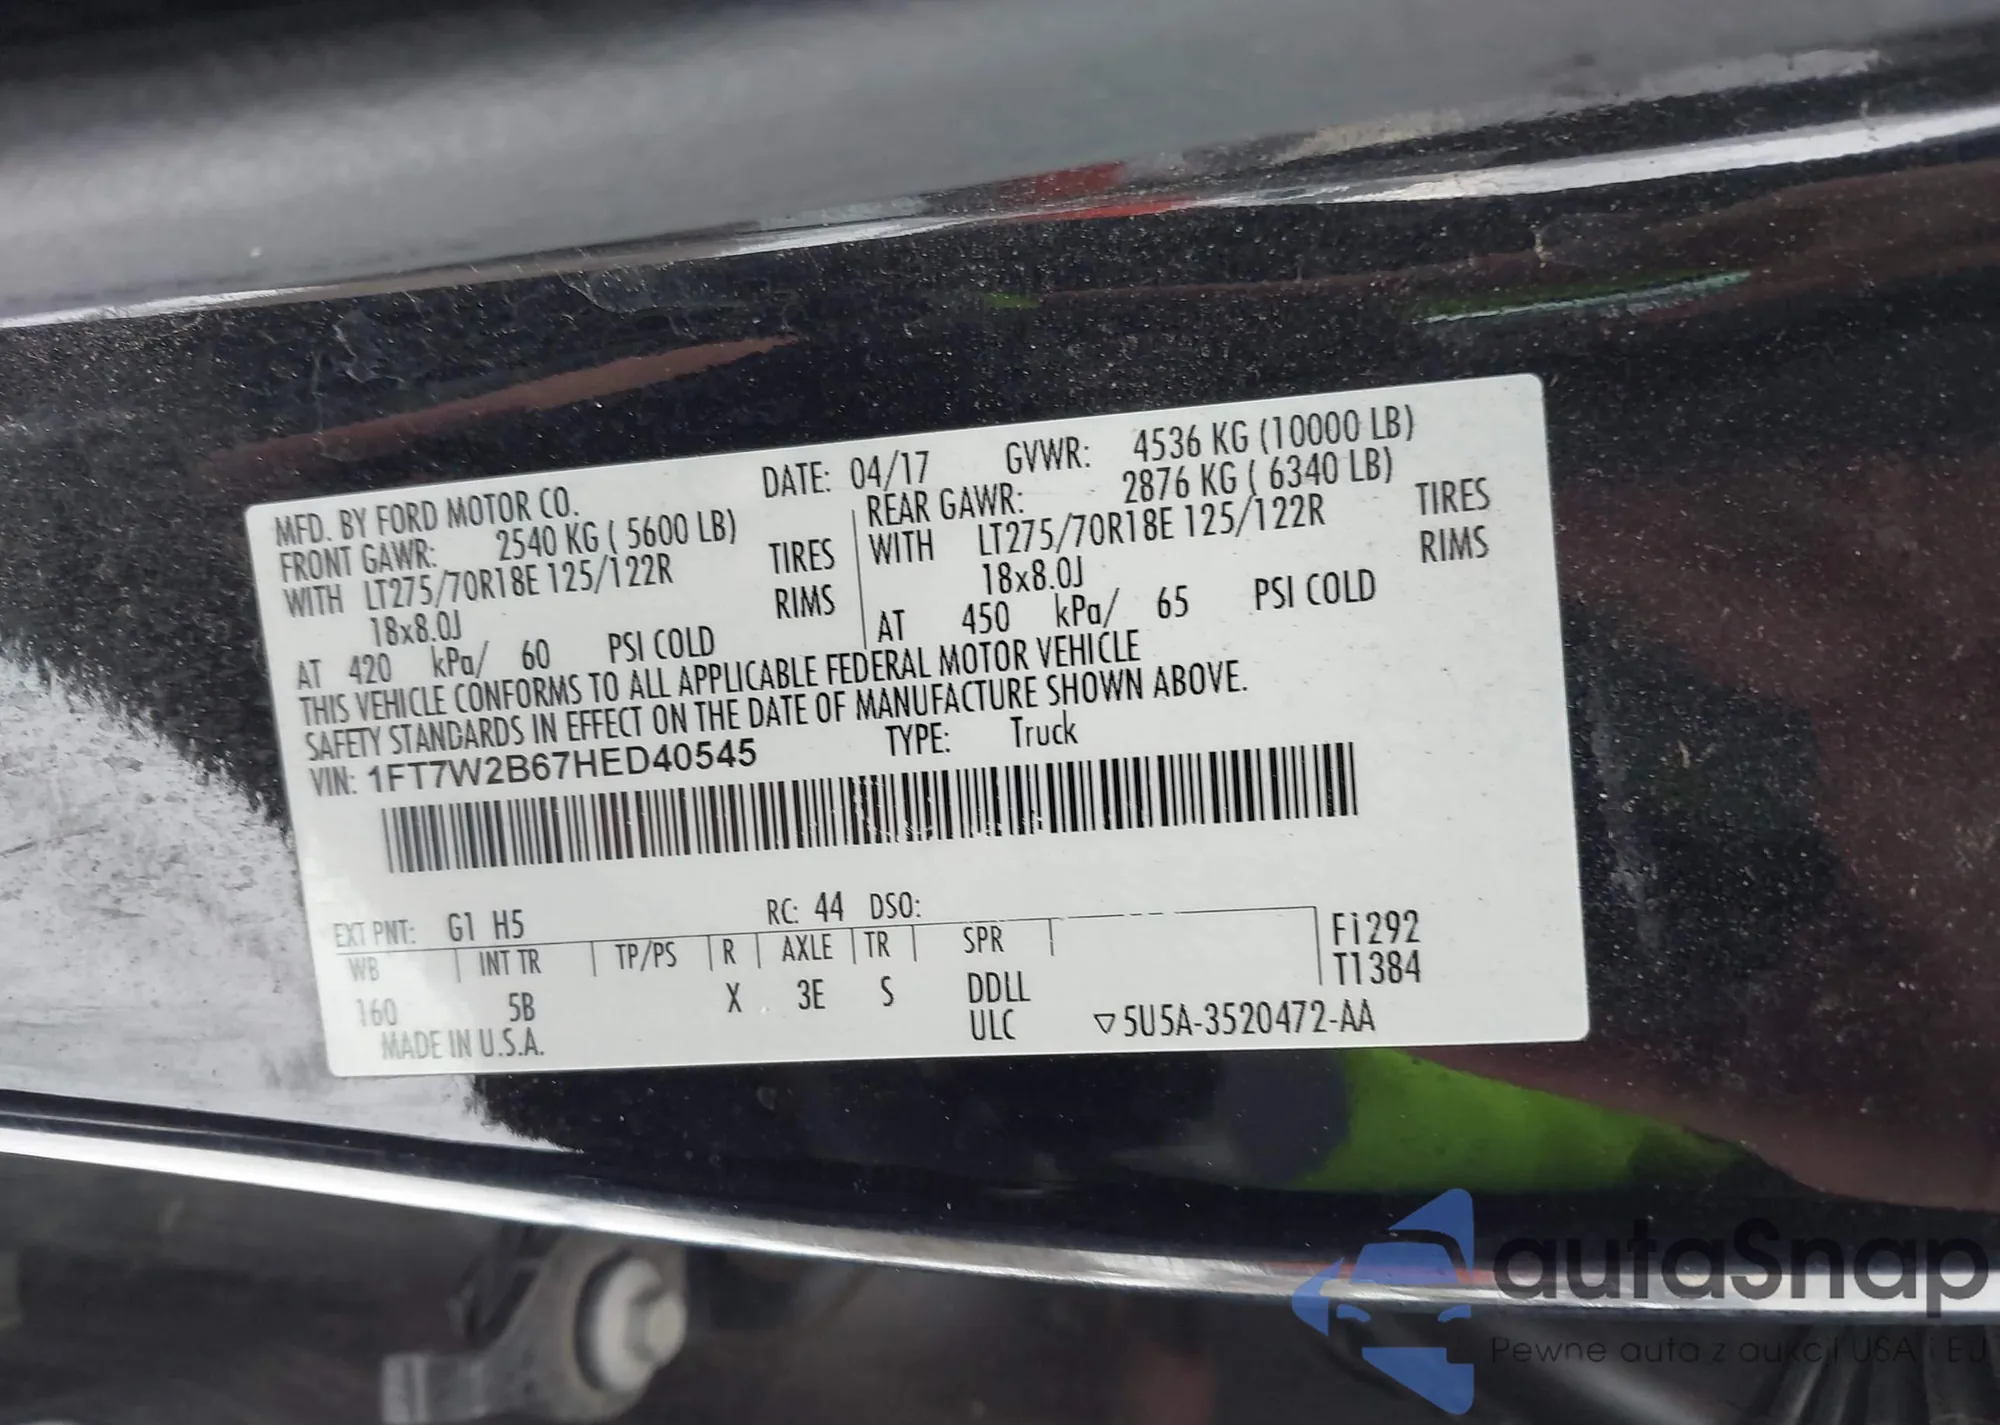 MFD. BY FORD MOTOR CO. DATE: 04/17 GVWR: 4536 KG (10000 LB)
FRONT GAWR: 2540 KG ( 5600 LB) REAR GAWR: 2876 KG ( 6340 LB)
WITH LT275/70R18E 125/122R TIRES WITH LT275/70R18E 125/122R TIRES
18x8.0J RIMS 18x8.0J RIMS
AT 420 kPa/ 60 PSI COLD AT 450 kPa/ 65 PSI COLD
THIS VEHICLE CONFORMS TO ALL APPLICABLE FEDERAL MOTOR VEHICLE
SAFETY STANDARDS IN EFFECT ON THE DATE OF MANUFACTURE SHOWN ABOVE.
VIN: 1FT7W2B67HED40545 TYPE: Truck
EXT PNT: G1 H5 RC: 44 DSO:
WB INT TR TP/PS R AXLE TR SPR Fi292
160 5B X 3E S DDLL T1384
ULC
MADE IN U.S.A. ▽5U5A-3520472-AA
autaSnap
Pewne auta z aukcji USA i EU